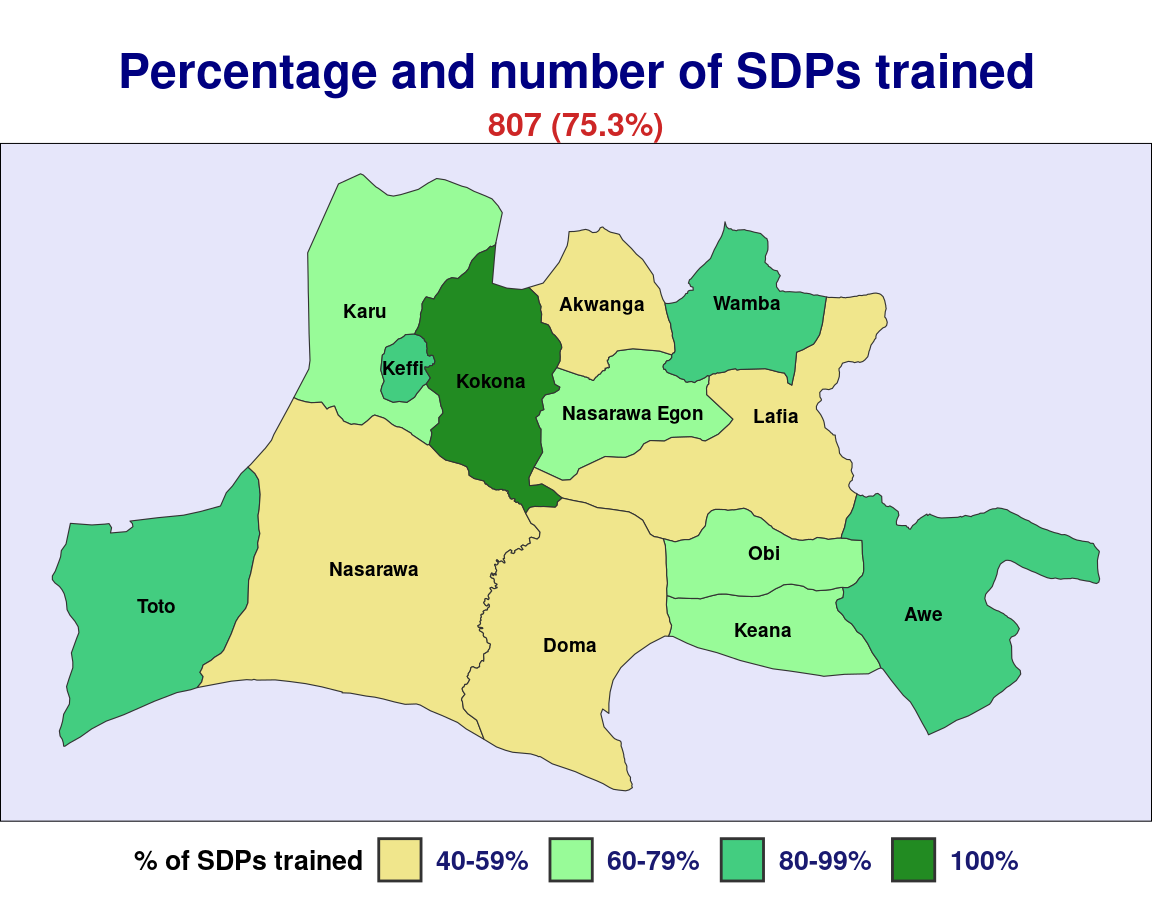 Percentage and number of SDPs trained
807 (75.3%)
Karu
Akwanga
Wamba
Keffi
Kokona
Nasarawa Egon
Lafia
Obi
Nasarawa
Toto
Awe
Keana
Doma
% of SDPs trained 40-59% 60-79% 80-99% 100%